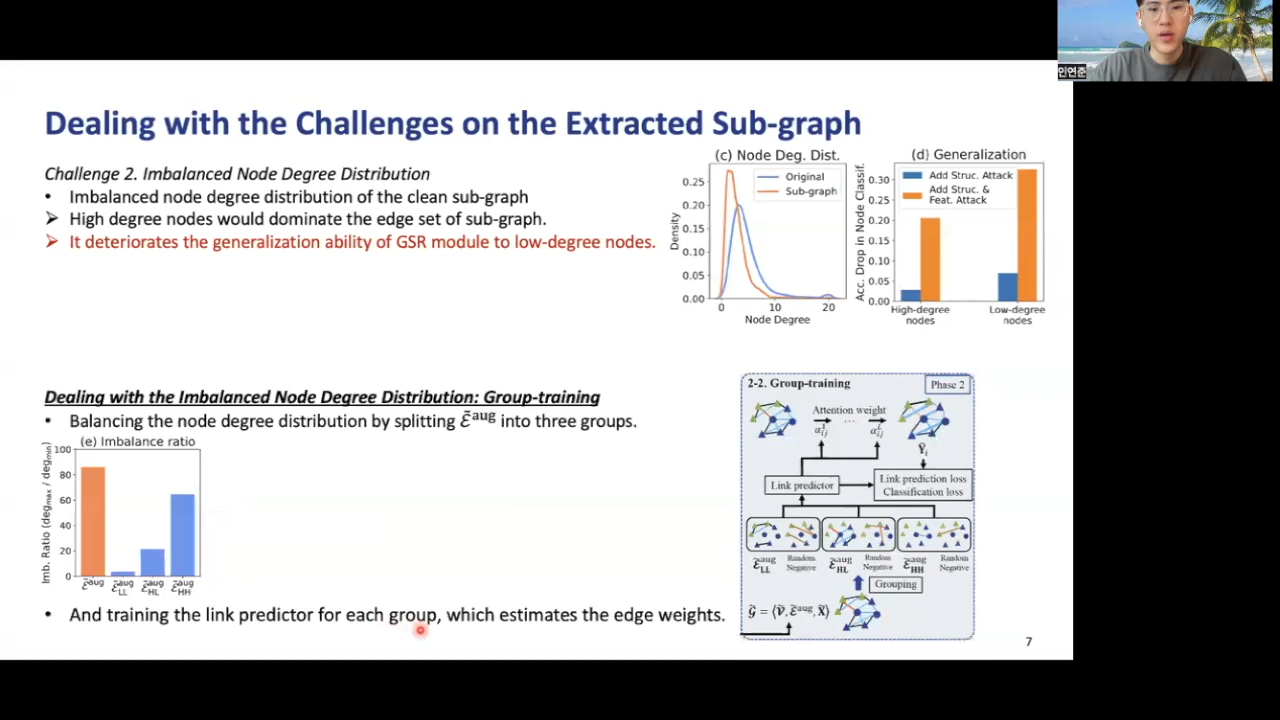 인연준
Dealing with the Challenges on the Extracted Sub-graph
Challenge 2. Imbalanced Node Degree Distribution
• Imbalanced node degree distribution of the clean sub-graph
➢ High degree nodes would dominate the edge set of sub-graph.
➢ It deteriorates the generalization ability of GSR module to low-degree nodes.
(c) Node Deg. Dist.
Original
Sub-graph
Density
0.25
0.20
0.15
0.10
0.05
0.00
0 10 20
Node Degree
(d) Generalization
Add Struc. Attack
Add Struc. &
Feat. Attack
Acc. Drop in Node Classif.
0.30
0.25
0.20
0.15
0.10
0.05
0.00
High-degree
nodes
Low-degree
nodes
Dealing with the Imbalanced Node Degree Distribution: Group-training
• Balancing the node degree distribution by splitting Ɛ̃^aug into three groups.
(e) Imbalance ratio
Imb. Ratio (deg_max / deg_min)
100
80
60
40
20
0
Ɛ̃^aug Ɛ̃^aug_LL Ɛ̃^aug_HL Ɛ̃^aug_HH
• And training the link predictor for each group, which estimates the edge weights.
2-2. Group-training
Phase 2
Attention weight
α^1_ij ... α^L_ij
Ŷ_i
Link predictor
Link prediction loss
Classification loss
Ɛ̃^aug_LL Random Negative Ɛ̃^aug_HL Random Negative Ɛ̃^aug_HH Random Negative
Grouping
G̃ = ⟨Ṽ, Ɛ̃^aug, X̃⟩
7